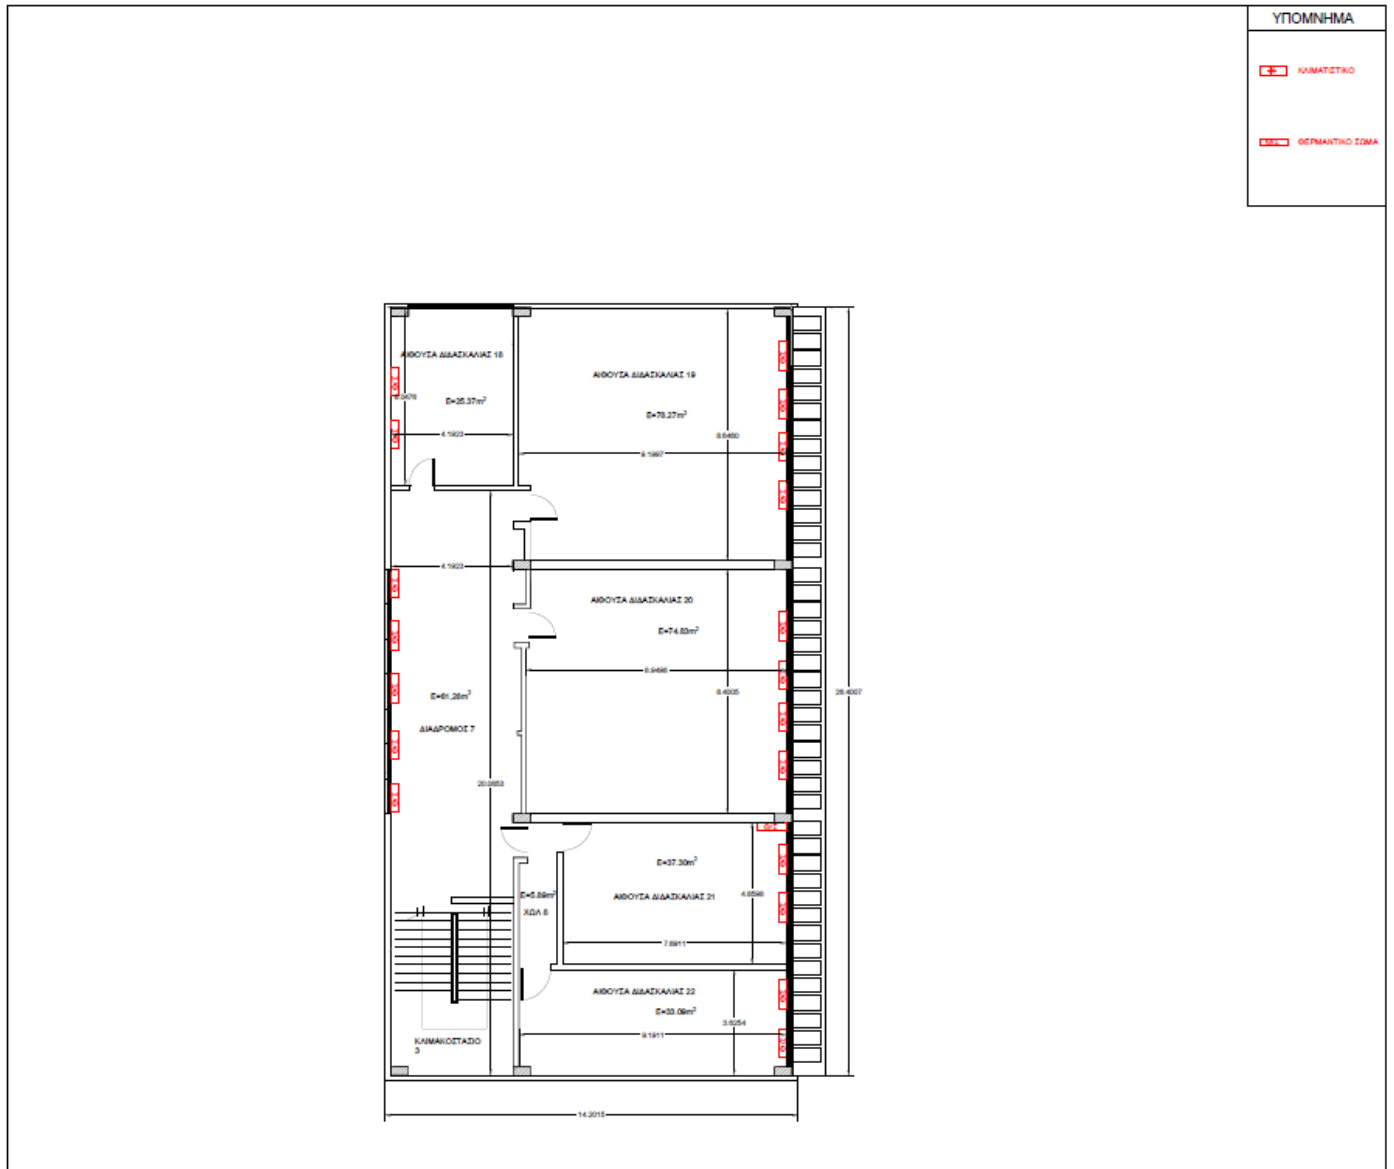 ΥΠΟΜΝΗΜΑ
ΚΛΙΜΑΤΙΣΤΙΚΟ
ΘΕΡΜΑΝΤΙΚΟ ΣΩΜΑ
ΑΙΘΟΥΣΑ ΔΙΔΑΣΚΑΛΙΑΣ 18
E=25.37m²
4.1923
ΑΙΘΟΥΣΑ ΔΙΔΑΣΚΑΛΙΑΣ 19
E=78.27m²
8.6460
9.1997
4.1923
ΑΙΘΟΥΣΑ ΔΙΔΑΣΚΑΛΙΑΣ 20
E=74.83m²
8.9498
8.4005
26.4007
E=61,28m²
ΔΙΑΔΡΟΜΟΣ 7
20.0853
E=37.30m²
ΑΙΘΟΥΣΑ ΔΙΔΑΣΚΑΛΙΑΣ 21
4.8598
7.6911
E=5.89m²
ΧΩΛ 8
ΑΙΘΟΥΣΑ ΔΙΔΑΣΚΑΛΙΑΣ 22
E=33.09m²
3.6254
9.1911
ΚΛΙΜΑΚΟΣΤΑΣΙΟ
3
14.2015